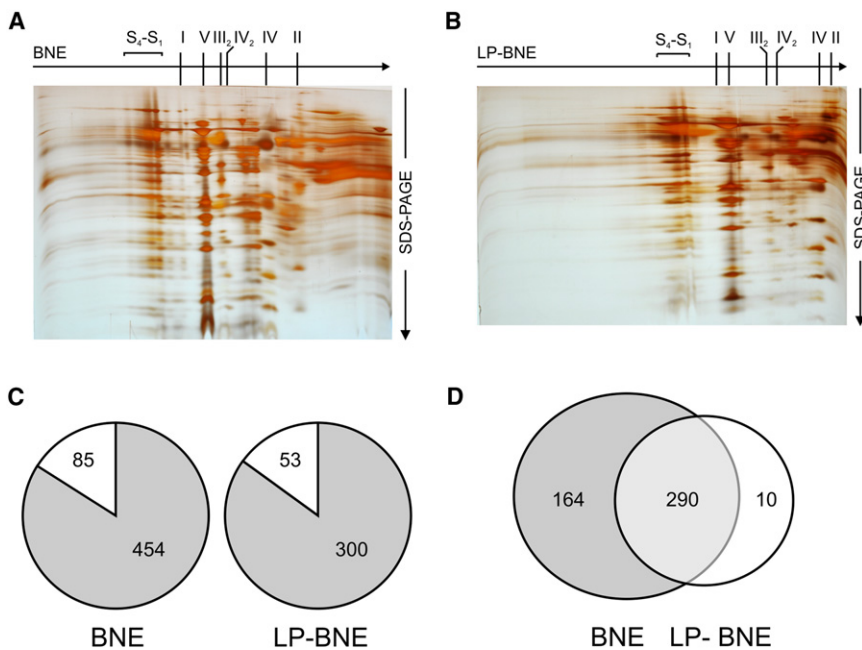 A
BNE
S₄-S₁ I V III₂ IV₂ IV II
SDS-PAGE
B
LP-BNE
S₄-S₁ I V III₂ IV₂ IV II
SDS-PAGE
C
85
454
BNE
53
300
LP-BNE
D
164
290
10
BNE LP- BNE